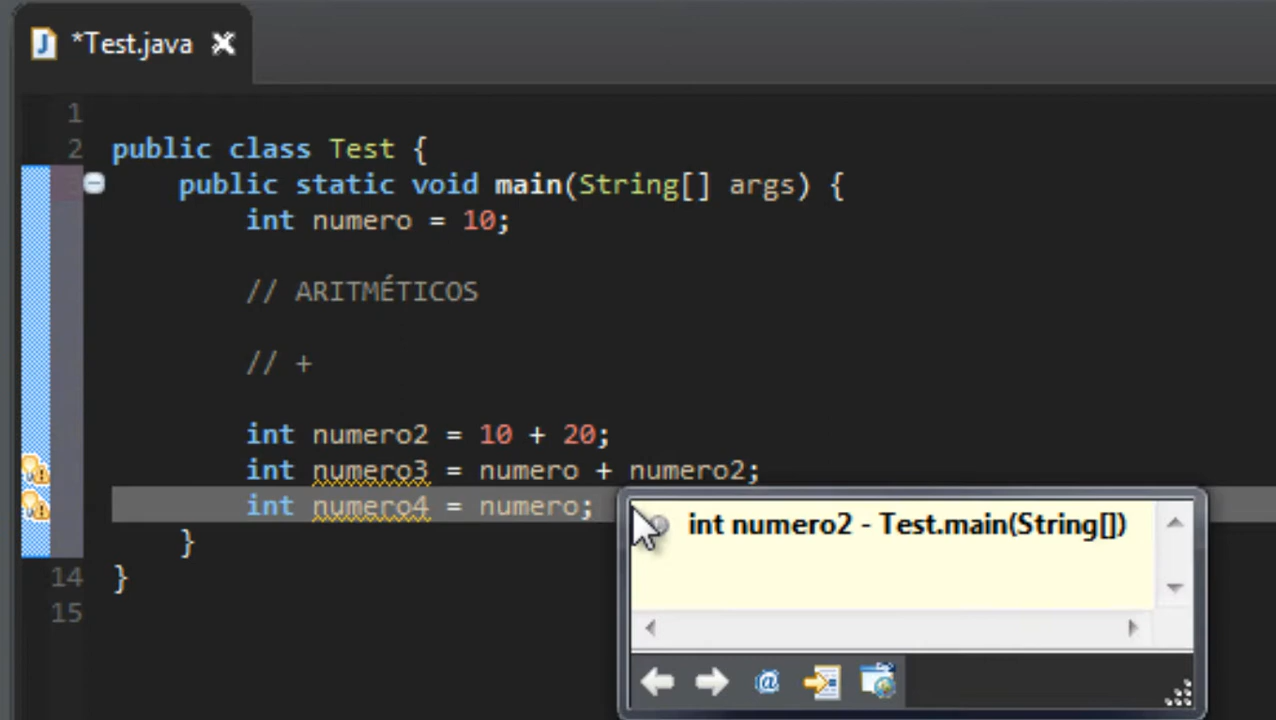 *Test.java
1
2 public class Test {
public static void main(String[] args) {
int numero = 10;
// ARITMÉTICOS
// +
int numero2 = 10 + 20;
int numero3 = numero + numero2;
int numero4 = numero;
int numero2 - Test.main(String[])
}
14 }
15